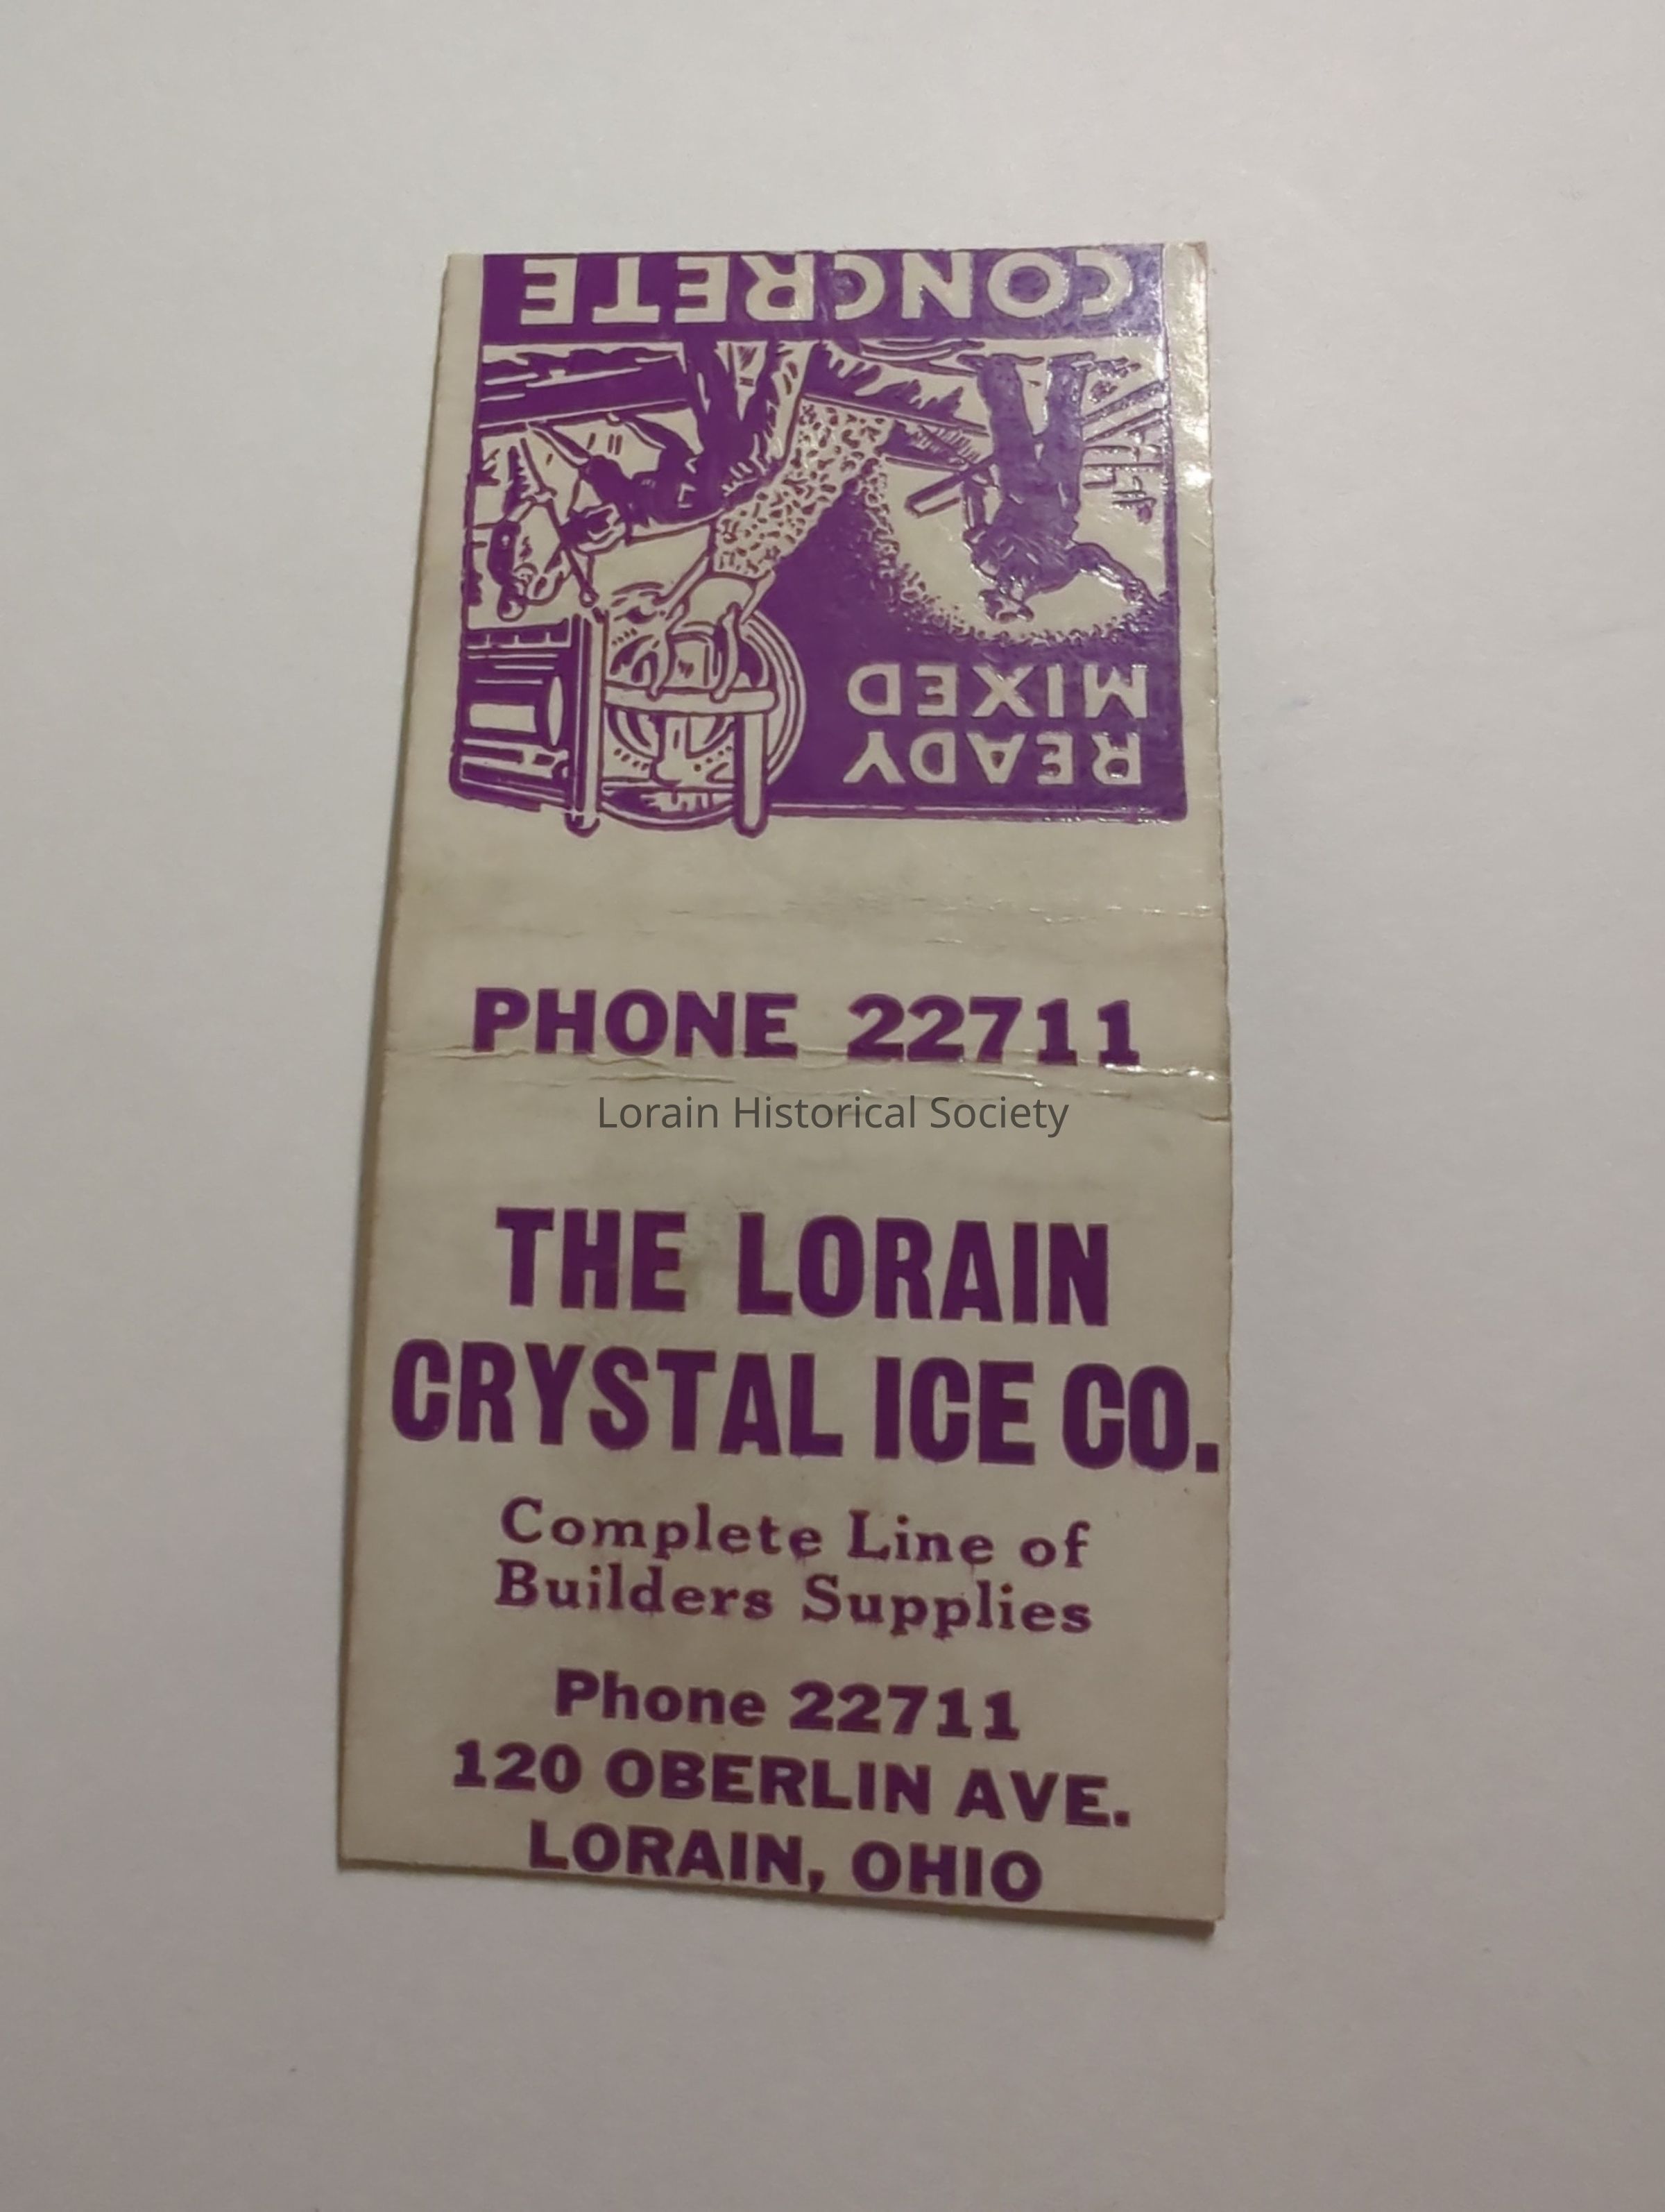 READY
MIXED
CONCRETE
PHONE 22711
Lorain Historical Society
THE LORAIN
CRYSTAL ICE CO.
Complete Line of
Builders Supplies
Phone 22711
120 OBERLIN AVE.
LORAIN, OHIO